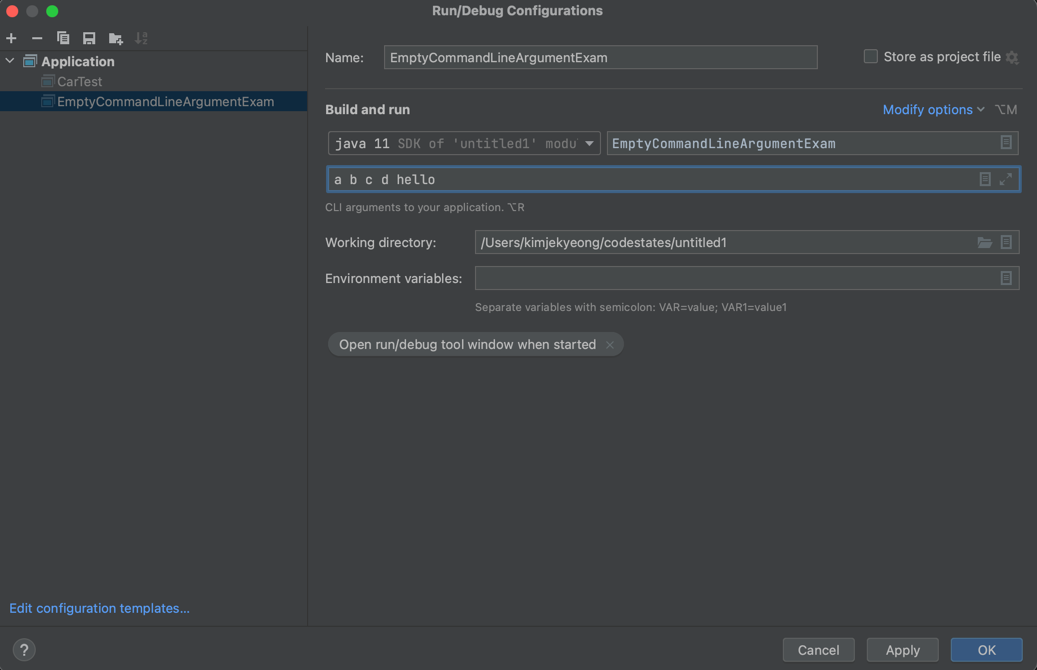 Run/Debug Configurations
Application
CarTest
EmptyCommandLineArgumentExam
Edit configuration templates...
Name: EmptyCommandLineArgumentExam Store as project file
Build and run Modify options ⌥M
java 11 SDK of 'untitled1' modu EmptyCommandLineArgumentExam
a b c d hello
CLI arguments to your application. ⌥R
Working directory: /Users/kimjekyeong/codestates/untitled1
Environment variables:
Separate variables with semicolon: VAR=value; VAR1=value1
Open run/debug tool window when started
? Cancel Apply OK